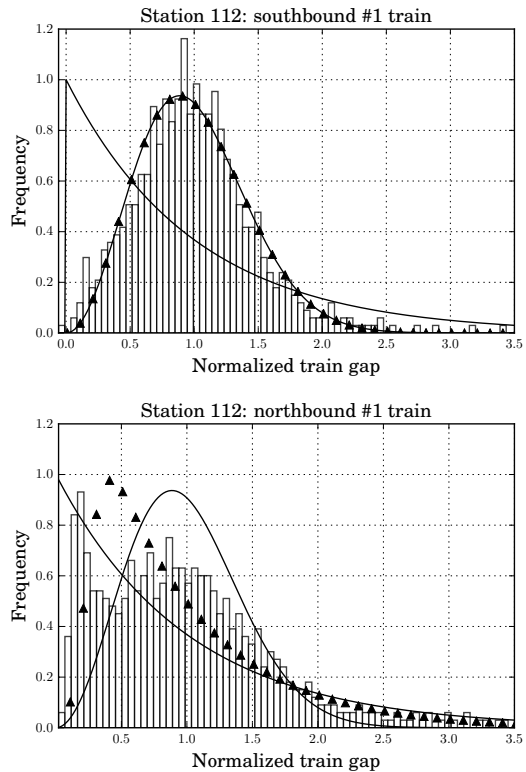 Station 112: southbound #1 train
1.2
1.0
0.8
0.6
0.4
0.2
0.0
Frequency
0.0 0.5 1.0 1.5 2.0 2.5 3.0 3.5
Normalized train gap
Station 112: northbound #1 train
1.2
1.0
0.8
0.6
0.4
0.2
0.0
Frequency
0.5 1.0 1.5 2.0 2.5 3.0 3.5
Normalized train gap